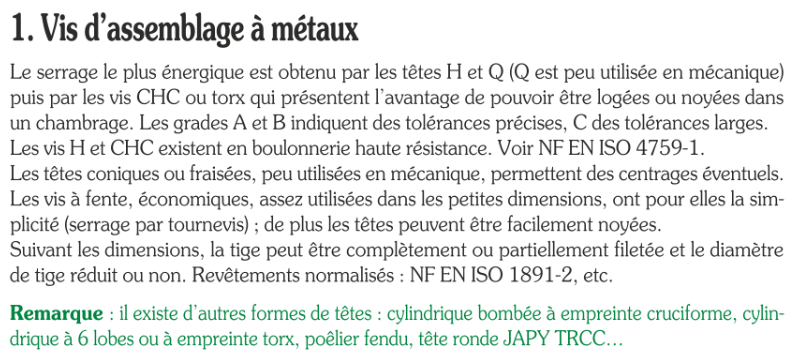 1. Vis d’assemblage à métaux
Le serrage le plus énergique est obtenu par les têtes H et Q (Q est peu utilisée en mécanique)
puis par les vis CHC ou torx qui présentent l’avantage de pouvoir être logées ou noyées dans
un chambrage. Les grades A et B indiquent des tolérances précises, C des tolérances larges.
Les vis H et CHC existent en boulonnerie haute résistance. Voir NF EN ISO 4759-1.
Les têtes coniques ou fraisées, peu utilisées en mécanique, permettent des centrages éventuels.
Les vis à fente, économiques, assez utilisées dans les petites dimensions, ont pour elles la sim-
plicité (serrage par tournevis) ; de plus les têtes peuvent être facilement noyées.
Suivant les dimensions, la tige peut être complètement ou partiellement filetée et le diamètre
de tige réduit ou non. Revêtements normalisés : NF EN ISO 1891-2, etc.
Remarque : il existe d’autres formes de têtes : cylindrique bombée à empreinte cruciforme, cylin-
drique à 6 lobes ou à empreinte torx, poêlier fendu, tête ronde JAPY TRCC...